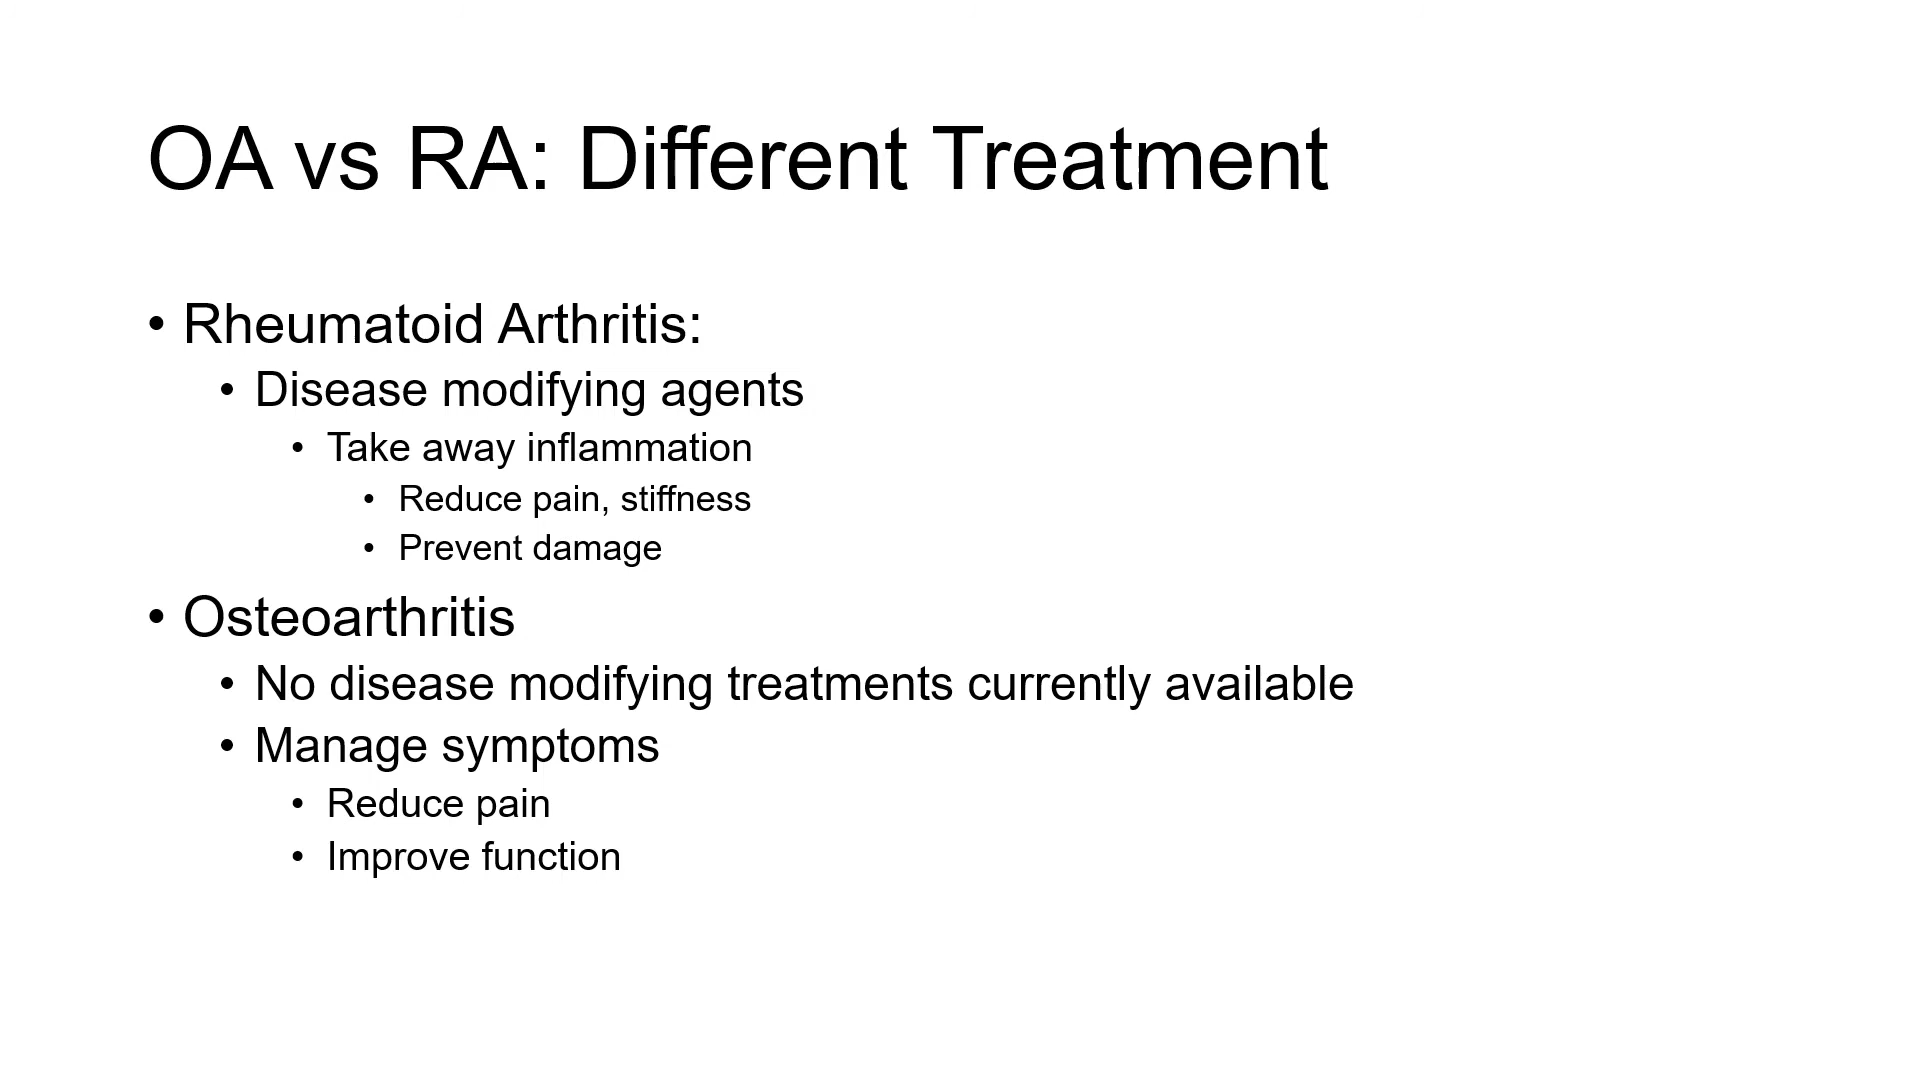 OA vs RA: Different Treatment
• Rheumatoid Arthritis:
• Disease modifying agents
• Take away inflammation
• Reduce pain, stiffness
• Prevent damage
• Osteoarthritis
• No disease modifying treatments currently available
• Manage symptoms
• Reduce pain
• Improve function